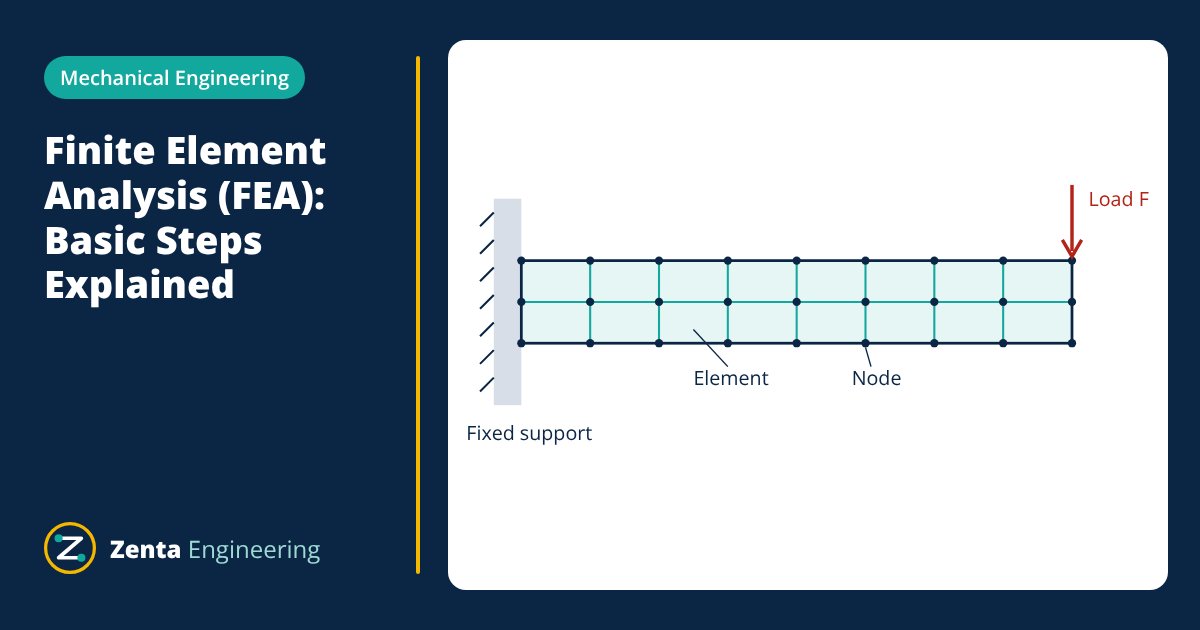 Mechanical Engineering
Finite Element
Analysis (FEA):
Basic Steps
Explained
Zenta Engineering
Load F
Element
Node
Fixed support